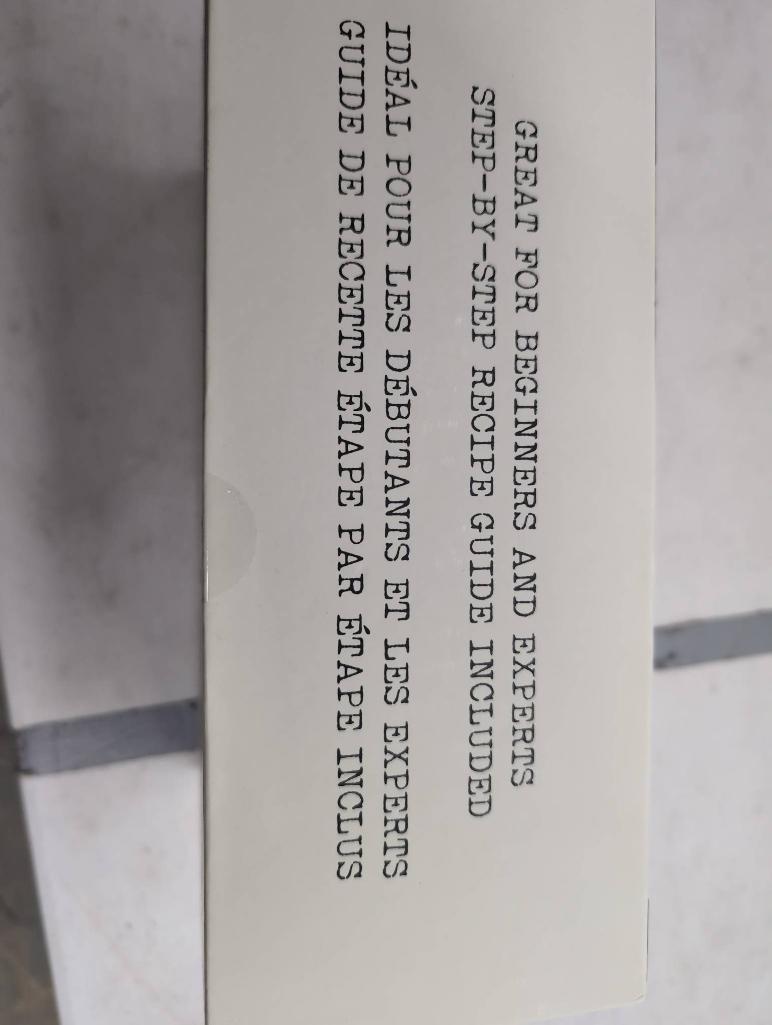 GREAT FOR BEGINNERS AND EXPERTS
STEP-BY-STEP RECIPE GUIDE INCLUDED
IDÉAL POUR LES DÉBUTANTS ET LES EXPERTS
GUIDE DE RECETTE ÉTAPE PAR ÉTAPE INCLUS